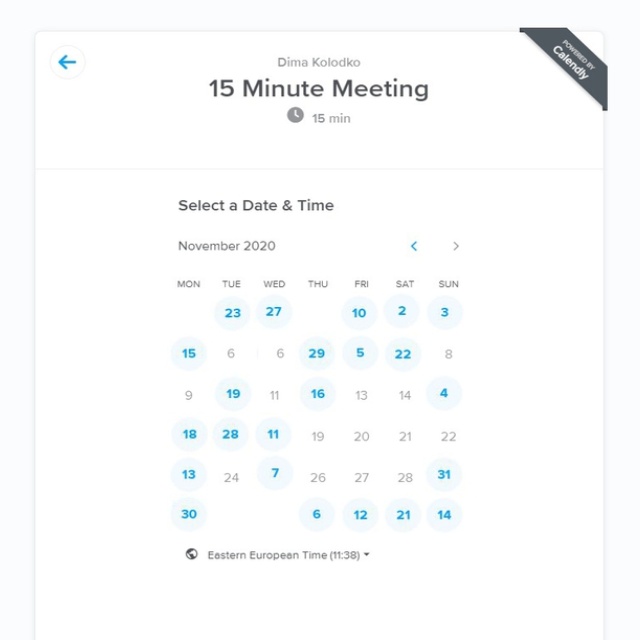 POWERED BY
Calendly
Dima Kolodko
15 Minute Meeting
15 min
Select a Date & Time
November 2020
MON TUE WED THU FRI SAT SUN
23 27 10 2 3
15 6 6 29 5 22 8
9 19 11 16 13 14 4
18 28 11 19 20 21 22
13 24 7 26 27 28 31
30 6 12 21 14
Eastern European Time (11:38)